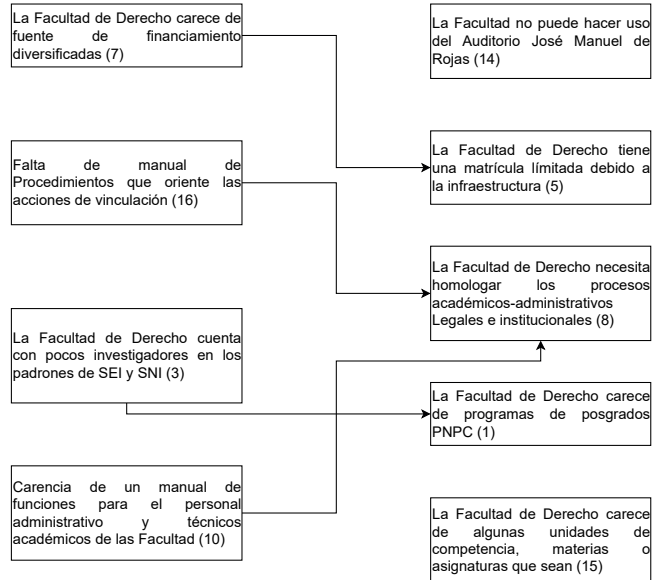 La Facultad de Derecho carece de
fuente de financiamiento
diversificadas (7)
La Facultad no puede hacer uso
del Auditorio José Manuel de
Rojas (14)
Falta de manual de
Procedimientos que oriente las
acciones de vinculación (16)
La Facultad de Derecho tiene
una matrícula límitada debido a
la infraestructura (5)
La Facultad de Derecho necesita
homologar los procesos
académicos-administrativos
Legales e institucionales (8)
La Facultad de Derecho cuenta
con pocos investigadores en los
padrones de SEI y SNI (3)
La Facultad de Derecho carece
de programas de posgrados
PNPC (1)
Carencia de un manual de
funciones para el personal
administrativo y técnicos
académicos de las Facultad (10)
La Facultad de Derecho carece
de algunas unidades de
competencia, materias o
asignaturas que sean (15)